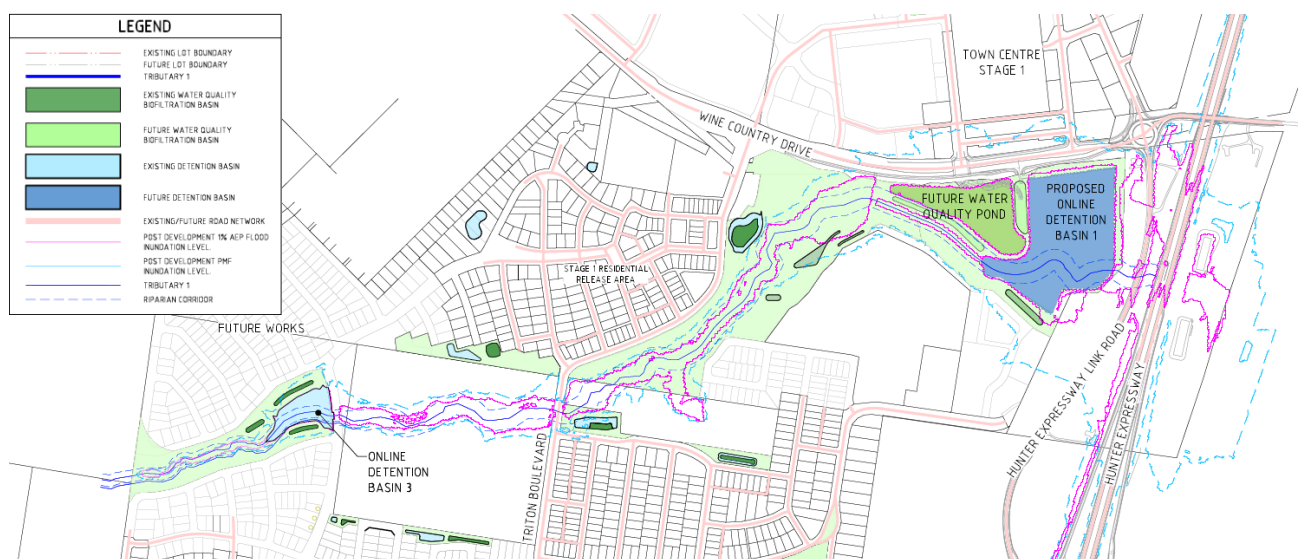 LEGEND
EXISTING LOT BOUNDARY
FUTURE LOT BOUNDARY
TRIBUTARY 1
EXISTING WATER QUALITY
BIOFILTRATION BASIN
FUTURE WATER QUALITY
BIOFILTRATION BASIN
EXISTING DETENTION BASIN
FUTURE DETENTION BASIN
EXISTING/FUTURE ROAD NETWORK
POST DEVELOPMENT 1% AEP FLOOD
INUNDATION LEVEL.
POST DEVELOPMENT PMF
INUNDATION LEVEL.
TRIBUTARY 1
RIPARIAN CORRIDOR
TOWN CENTRE
STAGE 1
WINE COUNTRY DRIVE
FUTURE WATER
QUALITY POND
PROPOSED
ONLINE
DETENTION
BASIN 1
STAGE 1 RESIDENTIAL
RELEASE AREA
FUTURE WORKS
ONLINE
DETENTION
BASIN 3
TRITON BOULEVARD
HUNTER EXPRESSWAY LINK ROAD
HUNTER EXPRESSWAY